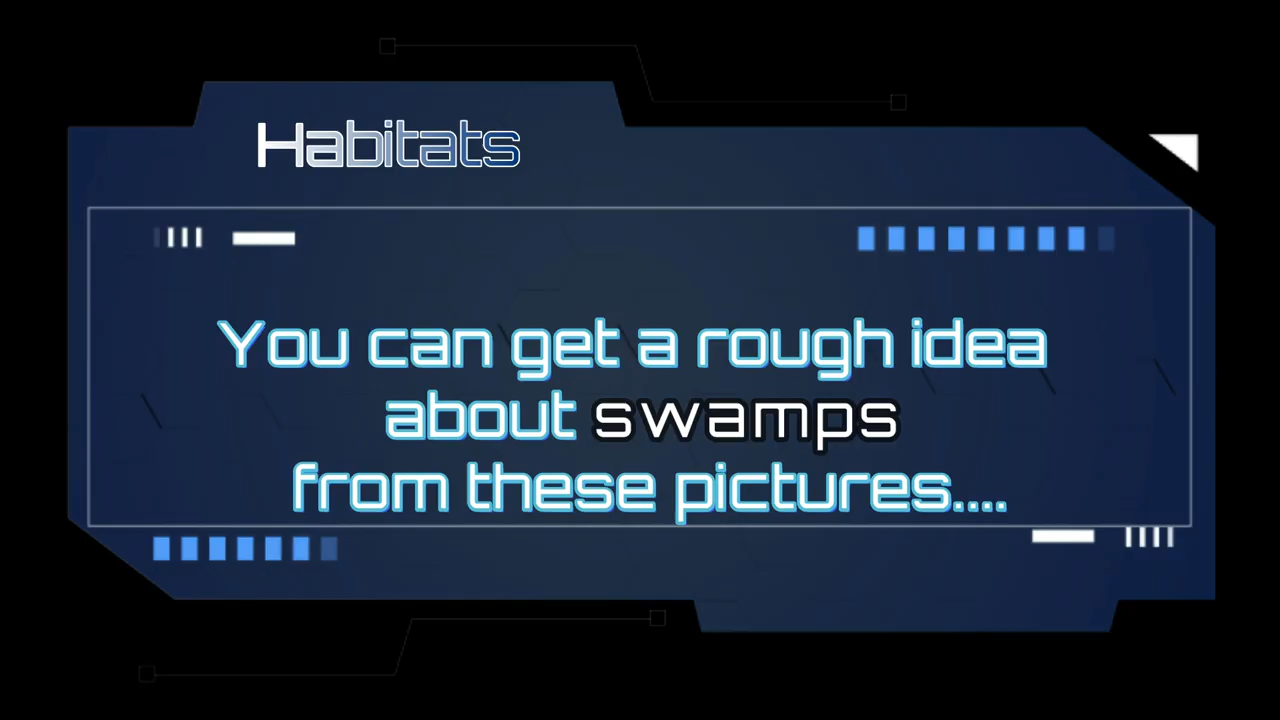 Habitats
You can get a rough idea
about swamps
from these pictures....